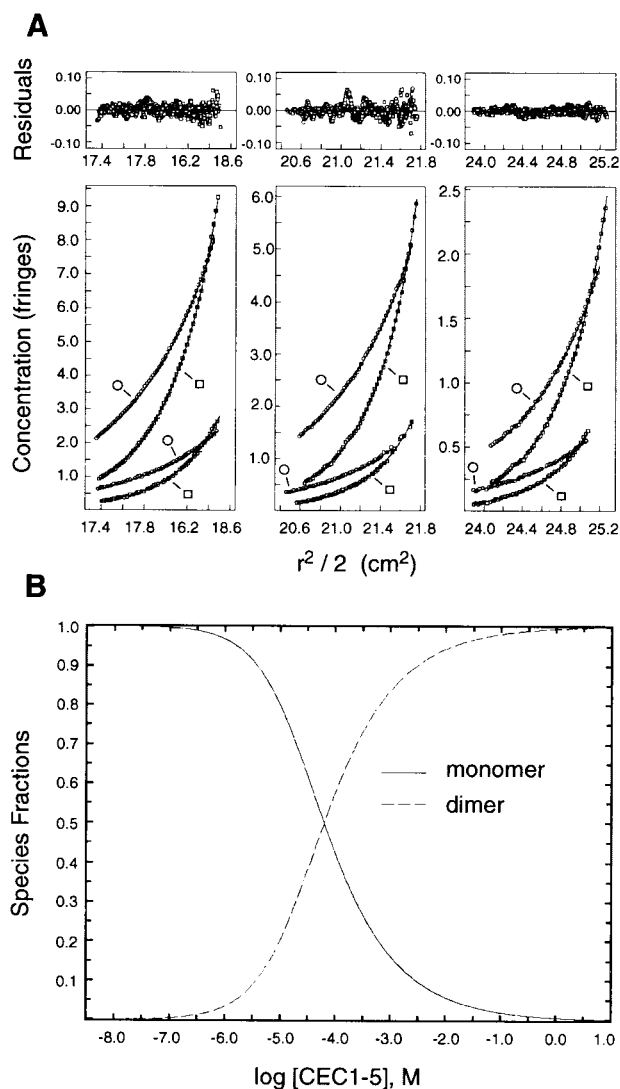 A
Residuals
0.10
0.00
-0.10
17.4 17.8 16.2 18.6
0.10
0.00
-0.10
20.6 21.0 21.4 21.8
0.10
0.00
-0.10
24.0 24.4 24.8 25.2
Concentration (fringes)
9.0
8.0
7.0
6.0
5.0
4.0
3.0
2.0
1.0
17.4 17.8 16.2 18.6
6.0
5.0
4.0
2.5
2.0
1.0
20.6 21.0 21.4 21.8
2.5
2.0
1.5
1.0
0.5
24.0 24.4 24.8 25.2
r²/2 (cm²)
B
Species Fractions
1.0
0.9
0.8
0.7
0.6
0.5
0.4
0.3
0.2
0.1
monomer
dimer
-8.0 -7.0 -6.0 -5.0 -4.0 -3.0 -2.0 -1.0 0.0 1.0
log [CEC1-5], M